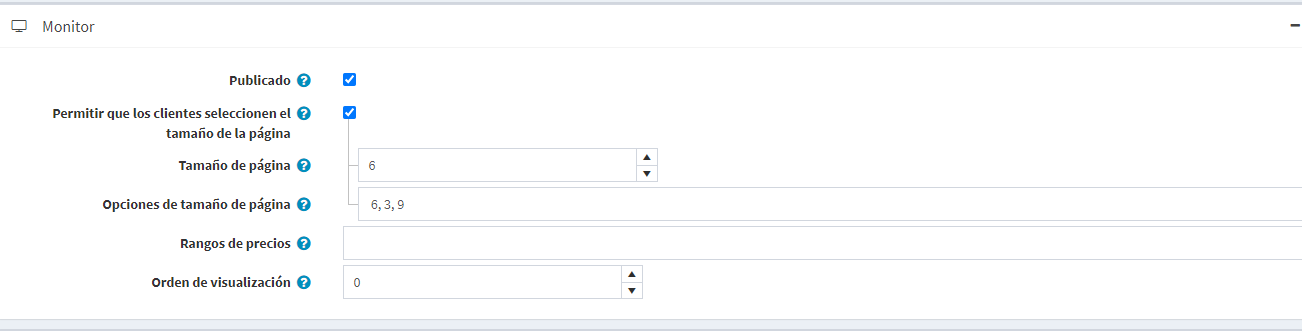 Monitor
Publicado ?
Permitir que los clientes seleccionen el ?
tamaño de la página
Tamaño de página ? 6
Opciones de tamaño de página ? 6, 3, 9
Rangos de precios ?
Orden de visualización ? 0